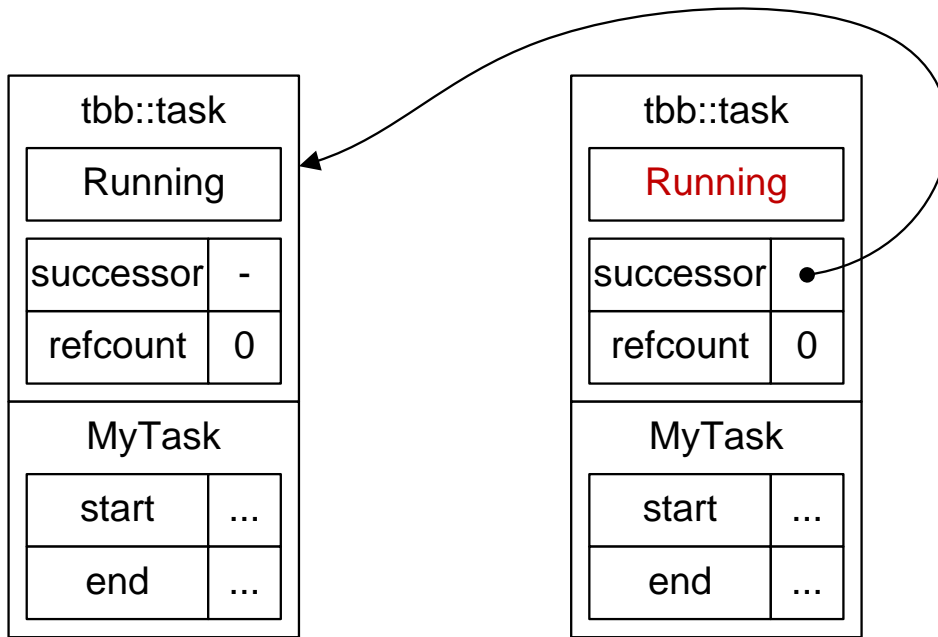 tbb::task
Running
successor -
refcount 0
MyTask
start ...
end ...
tbb::task
Running
successor
refcount 0
MyTask
start ...
end ...